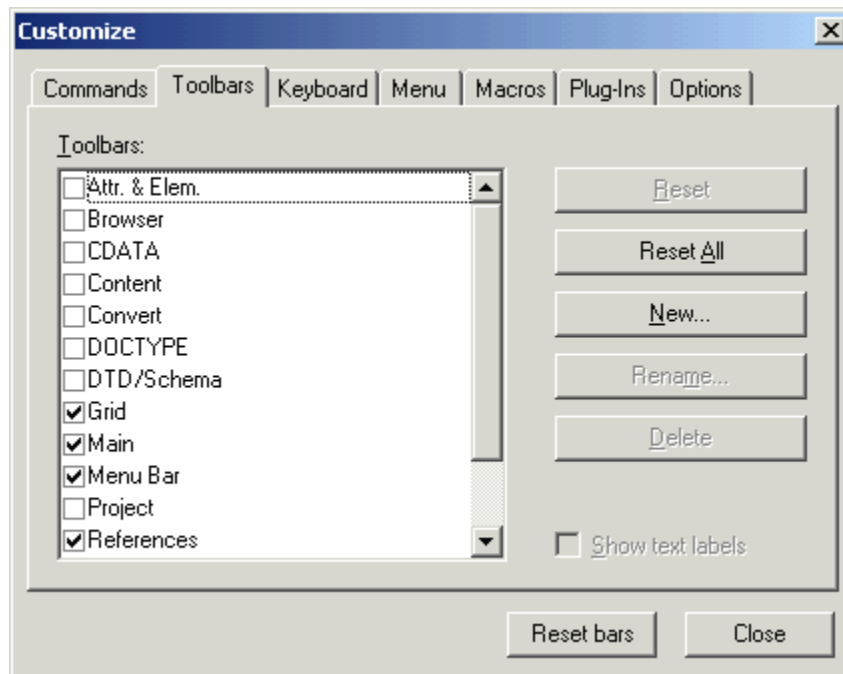 Customize
Commands Toolbars Keyboard Menu Macros Plug-Ins Options
Toolbars:
Attr. & Elem.
Browser
CDATA
Content
Convert
DOCTYPE
DTD/Schema
Grid
Main
Menu Bar
Project
References
Reset
Reset All
New...
Rename...
Delete
Show text labels
Reset bars Close